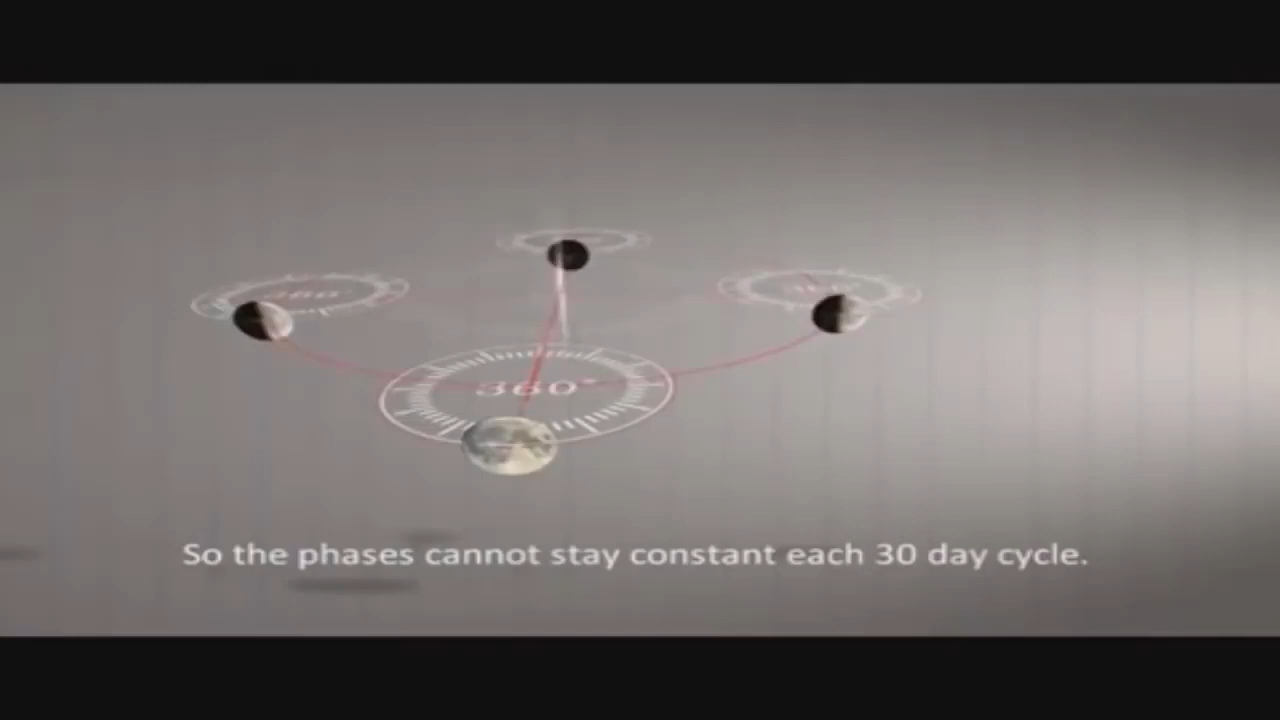 360°
So the phases cannot stay constant each 30 day cycle.